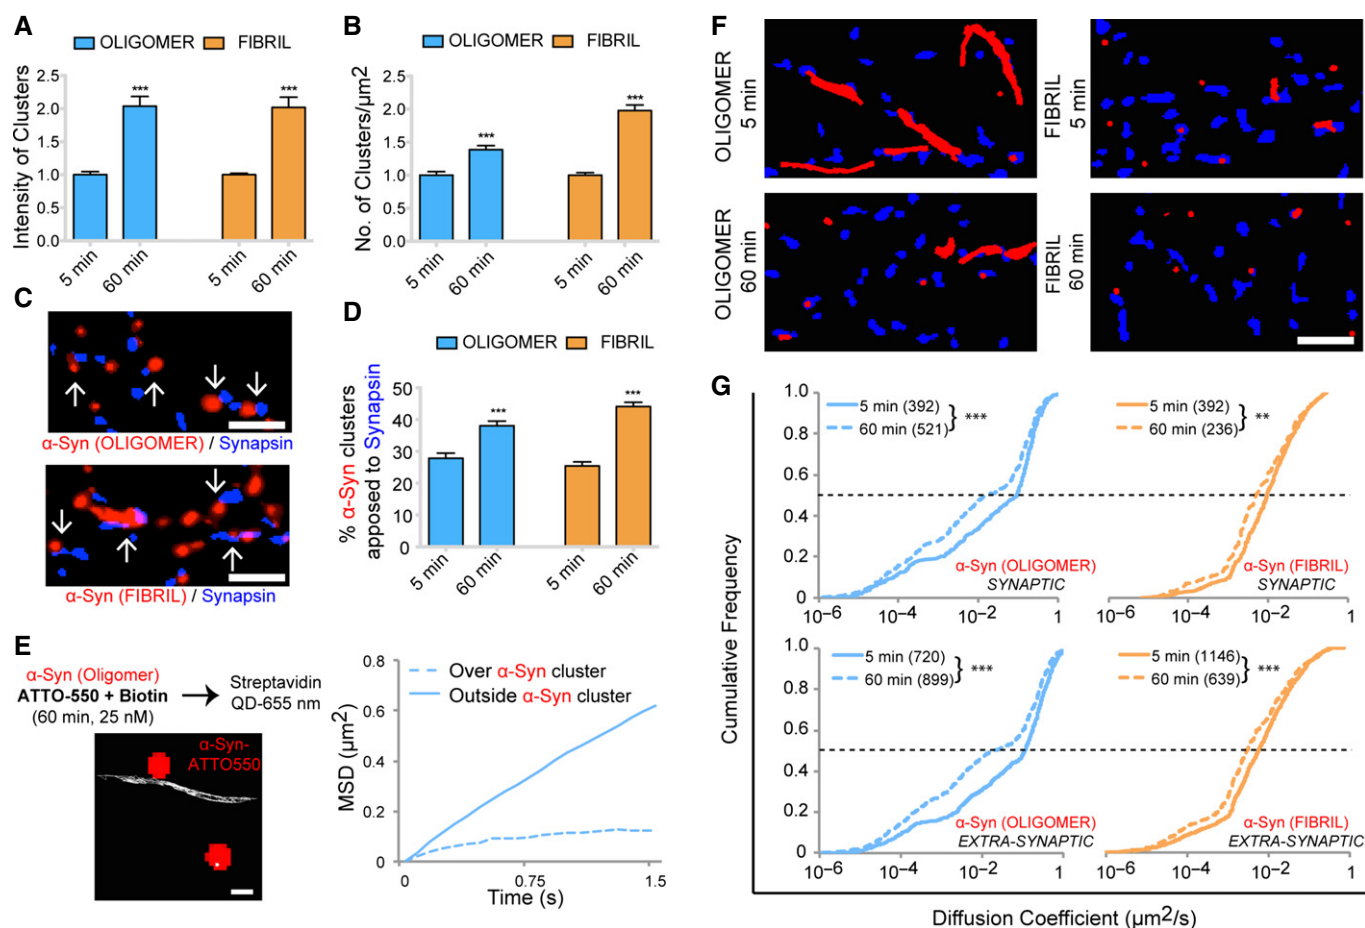 A
OLIGOMER FIBRIL
Intensity of Clusters
2.5
2.0
1.5
1.0
0.5
0.0
***
***
5 min
60 min
5 min
60 min
B
OLIGOMER FIBRIL
No. of Clusters/µm2
2.5
2.0
1.5
1.0
0.5
0.0
***
***
5 min
60 min
5 min
60 min
C
α-Syn (OLIGOMER) / Synapsin
α-Syn (FIBRIL) / Synapsin
D
OLIGOMER FIBRIL
% α-Syn clusters
apposed to Synapsin
50
40
30
20
10
0
***
***
5 min
60 min
5 min
60 min
E
α-Syn (Oligomer)
ATTO-550 + Biotin
(60 min, 25 nM)
Streptavidin
QD-655 nm
α-Syn-
ATTO550
MSD (µm2)
0.8
0.6
0.4
0.2
0
Over α-Syn cluster
Outside α-Syn cluster
0
0.75
1.5
Time (s)
F
OLIGOMER
5 min
FIBRIL
5 min
OLIGOMER
60 min
FIBRIL
60 min
G
Cumulative Frequency
1.0
0.8
0.6
0.4
0.2
0
5 min (392)
60 min (521)
***
α-Syn (OLIGOMER)
SYNAPTIC
10−6 10−4 10−2 1
5 min (392)
60 min (236)
**
α-Syn (FIBRIL)
SYNAPTIC
10−6 10−4 10−2 1
1.0
0.8
0.6
0.4
0.2
0
5 min (720)
60 min (899)
***
α-Syn (OLIGOMER)
EXTRA-SYNAPTIC
10−6 10−4 10−2 1
5 min (1146)
60 min (639)
***
α-Syn (FIBRIL)
EXTRA-SYNAPTIC
10−6 10−4 10−2 1
Diffusion Coefficient (µm2/s)